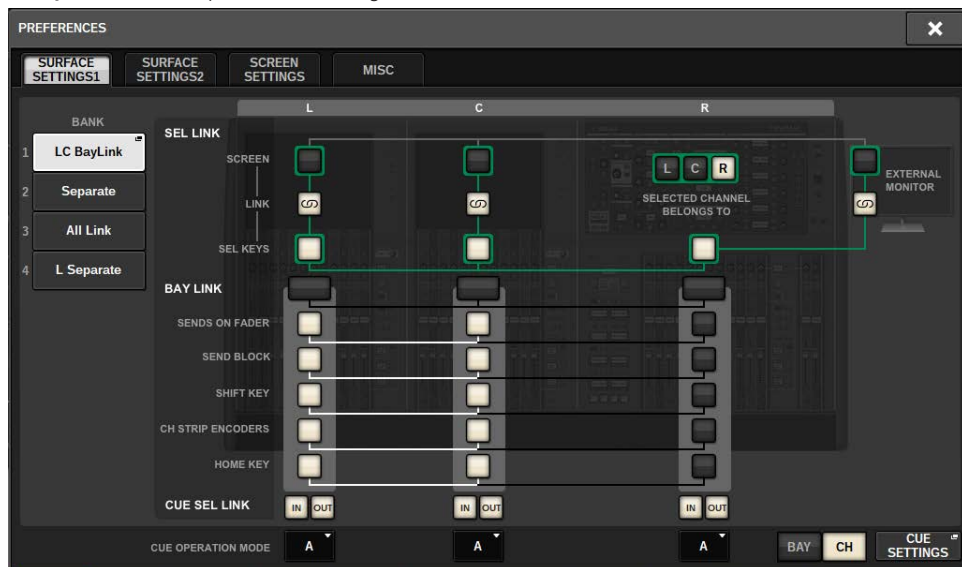 PREFERENCES
SURFACE SETTINGS1
SURFACE SETTINGS2
SCREEN SETTINGS
MISC
L C R
BANK
1 LC BayLink
2 Separate
3 All Link
4 L Separate
SEL LINK
SCREEN
LINK
SEL KEYS
L C R
SELECTED CHANNEL
BELONGS TO
EXTERNAL
MONITOR
BAY LINK
SENDS ON FADER
SEND BLOCK
SHIFT KEY
CH STRIP ENCODERS
HOME KEY
CUE SEL LINK IN OUT IN OUT IN OUT
CUE OPERATION MODE A A A BAY CH
CUE
SETTINGS